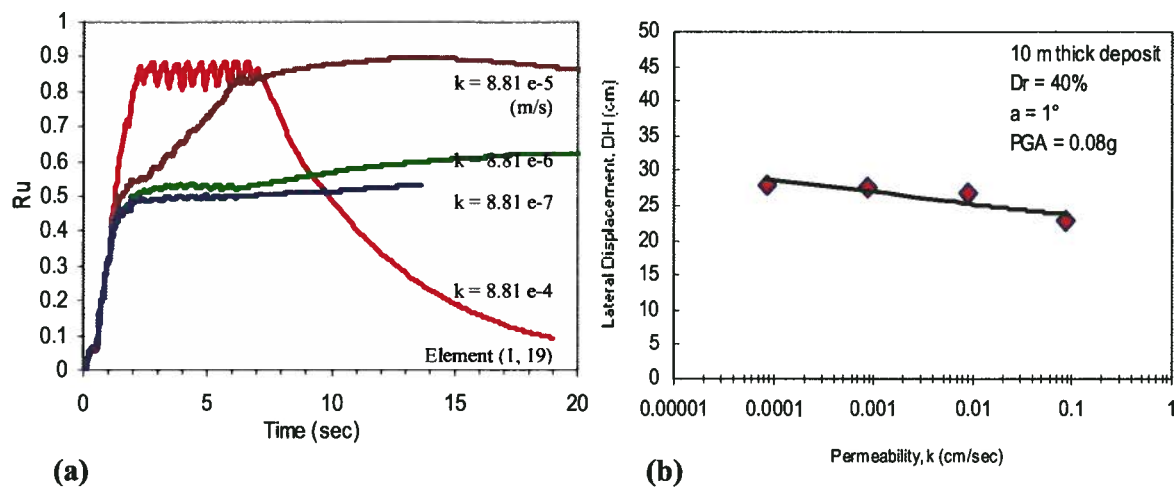 1
0.9
0.8
0.7
0.6
0.5
0.4
0.3
0.2
0.1
0
Ru
k = 8.81 e-5
(m/s)
k = 8.81 e-6
k = 8.81 e-7
k = 8.81 e-4
Element (1, 19)
0 5 10 15 20
Time (sec)
(a)
50
45
40
35
30
25
20
15
10
5
0
Lateral Displacement, DH (cm)
10 m thick deposit
Dr = 40%
a = 1°
PGA = 0.08g
0.00001 0.0001 0.001 0.01 0.1 1
Permeability, k (cm/sec)
(b)